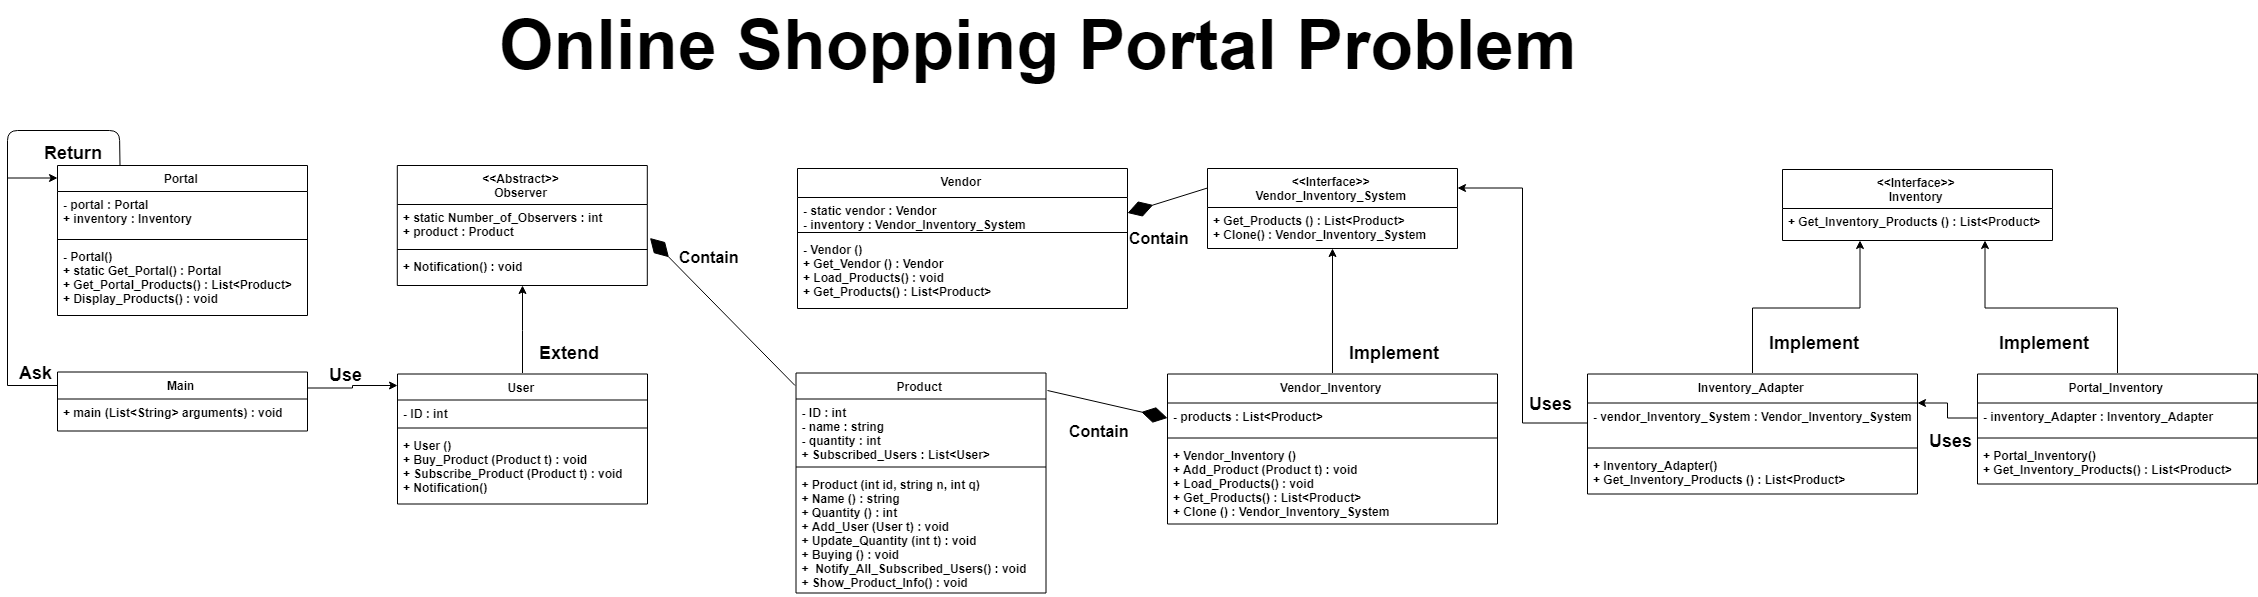 Online Shopping Portal Problem
Return
Portal
- portal : Portal
+ inventory : Inventory
- Portal()
+ static Get_Portal() : Portal
+ Get_Portal_Products() : List<Product>
+ Display_Products() : void
<<Abstract>>
Observer
+ static Number_of_Observers : int
+ product : Product
+ Notification() : void
Contain
Vendor
- static vendor : Vendor
- inventory : Vendor_Inventory_System
- Vendor ()
+ Get_Vendor () : Vendor
+ Load_Products() : void
+ Get_Products() : List<Product>
Contain
<<Interface>>
Vendor_Inventory_System
+ Get_Products () : List<Product>
+ Clone() : Vendor_Inventory_System
<<Interface>>
Inventory
+ Get_Inventory_Products () : List<Product>
Ask
Main
+ main (List<String> arguments) : void
Use
Extend
User
- ID : int
+ User ()
+ Buy_Product (Product t) : void
+ Subscribe_Product (Product t) : void
+ Notification()
Product
- ID : int
- name : string
- quantity : int
+ Subscribed_Users : List<User>
+ Product (int id, string n, int q)
+ Name () : string
+ Quantity () : int
+ Add_User (User t) : void
+ Update_Quantity (int t) : void
+ Buying () : void
+ Notify_All_Subscribed_Users() : void
+ Show_Product_Info() : void
Contain
Implement
Vendor_Inventory
- products : List<Product>
+ Vendor_Inventory ()
+ Add_Product (Product t) : void
+ Load_Products() : void
+ Get_Products() : List<Product>
+ Clone () : Vendor_Inventory_System
Uses
Implement
Inventory_Adapter
- vendor_Inventory_System : Vendor_Inventory_System
+ Inventory_Adapter()
+ Get_Inventory_Products () : List<Product>
Uses
Implement
Portal_Inventory
- inventory_Adapter : Inventory_Adapter
+ Portal_Inventory()
+ Get_Inventory_Products() : List<Product>